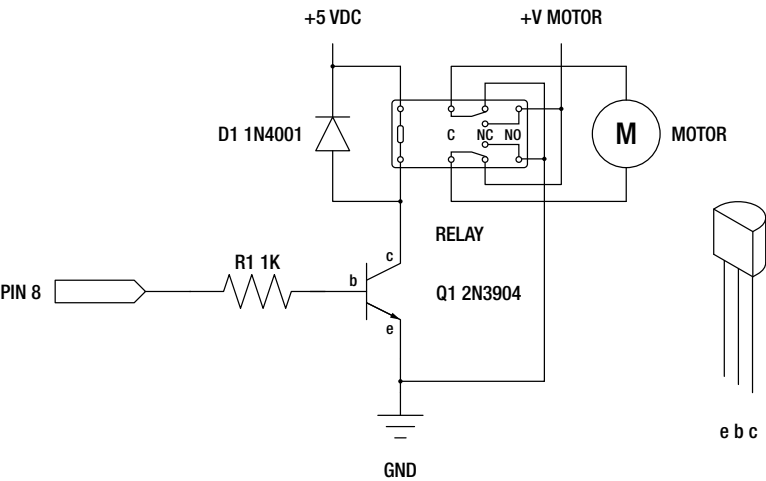 +5 VDC
+V MOTOR
D1 1N4001
C NC NO
M
MOTOR
RELAY
R1 1K
c
b
PIN 8
Q1 2N3904
e
e b c
GND